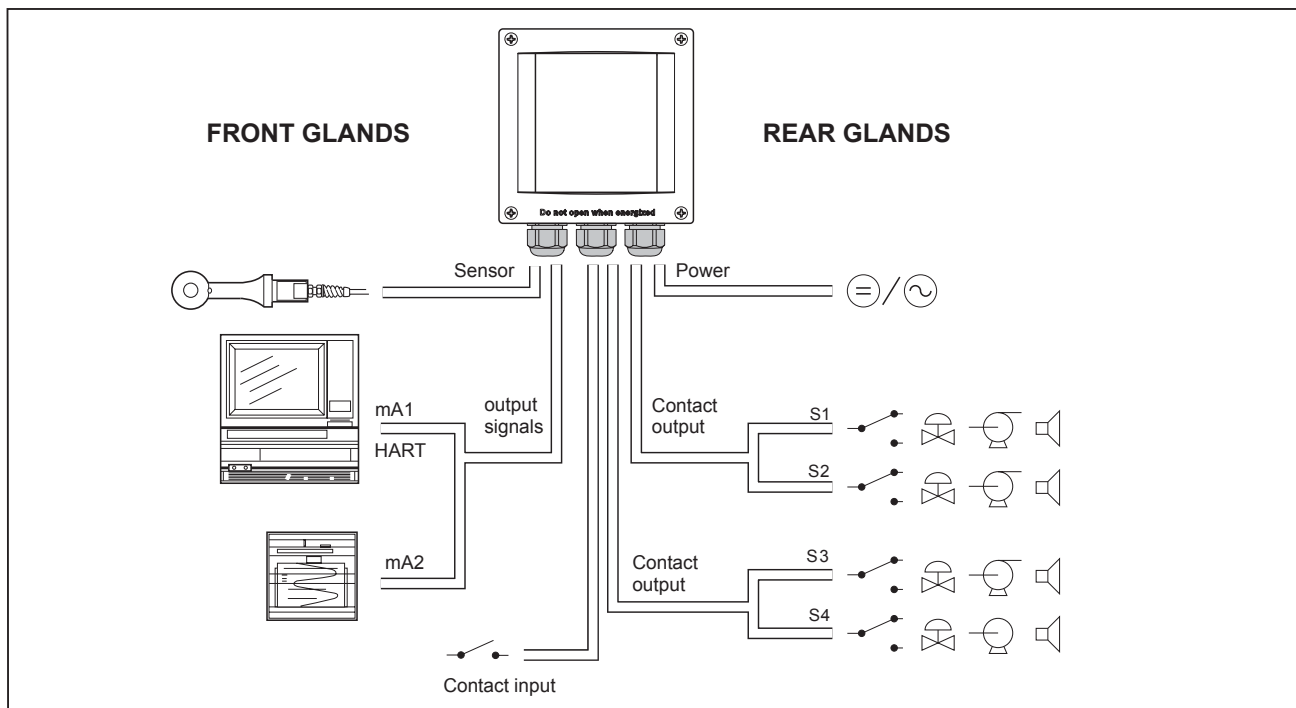 FRONT GLANDS
REAR GLANDS
Do not open when energized
Sensor
Power
mA1
HART
output
signals
Contact
output
S1
S2
mA2
Contact
output
S3
S4
Contact input